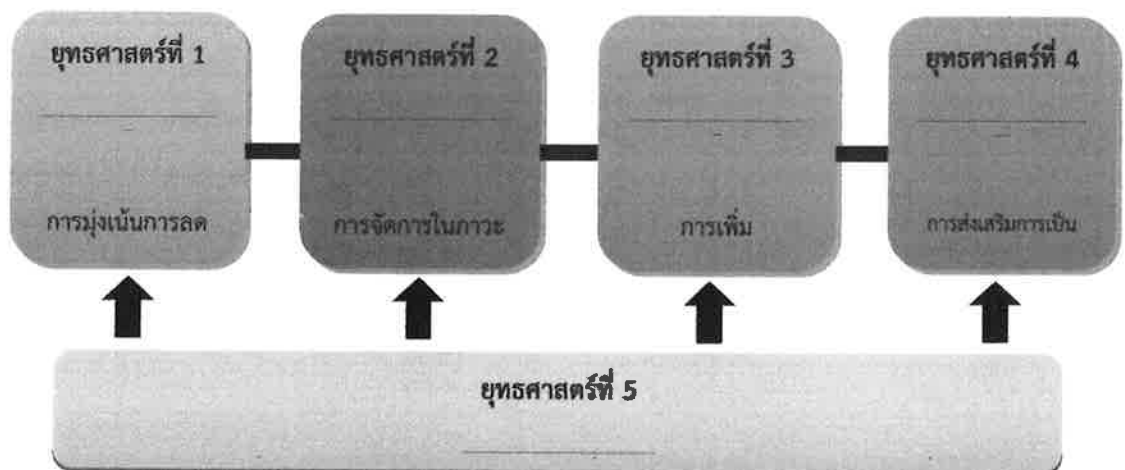 ยุทธศาสตร์ที่ 1
การมุ่งเน้นการลด
ยุทธศาสตร์ที่ 2
การจัดการในภาวะ
ยุทธศาสตร์ที่ 3
การเพิ่ม
ยุทธศาสตร์ที่ 4
การส่งเสริมการเป็น
ยุทธศาสตร์ที่ 5